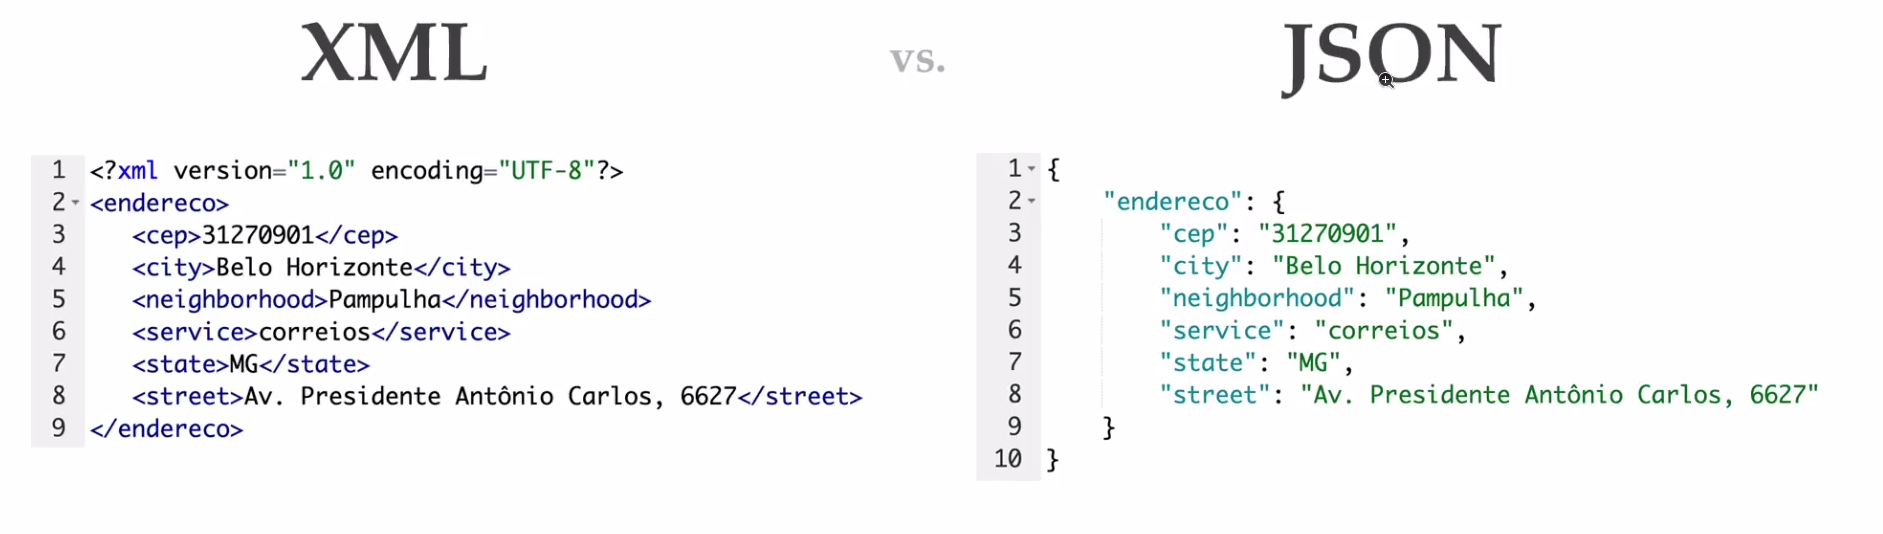 XML
vs.
JSON
1 <?xml version="1.0" encoding="UTF-8"?>
2 <endereco>
3 <cep>31270901</cep>
4 <city>Belo Horizonte</city>
5 <neighborhood>Pampulha</neighborhood>
6 <service>correios</service>
7 <state>MG</state>
8 <street>Av. Presidente Antônio Carlos, 6627</street>
9 </endereco>
1 {
2 "endereco": {
3 "cep": "31270901",
4 "city": "Belo Horizonte",
5 "neighborhood": "Pampulha",
6 "service": "correios",
7 "state": "MG",
8 "street": "Av. Presidente Antônio Carlos, 6627"
9 }
10 }